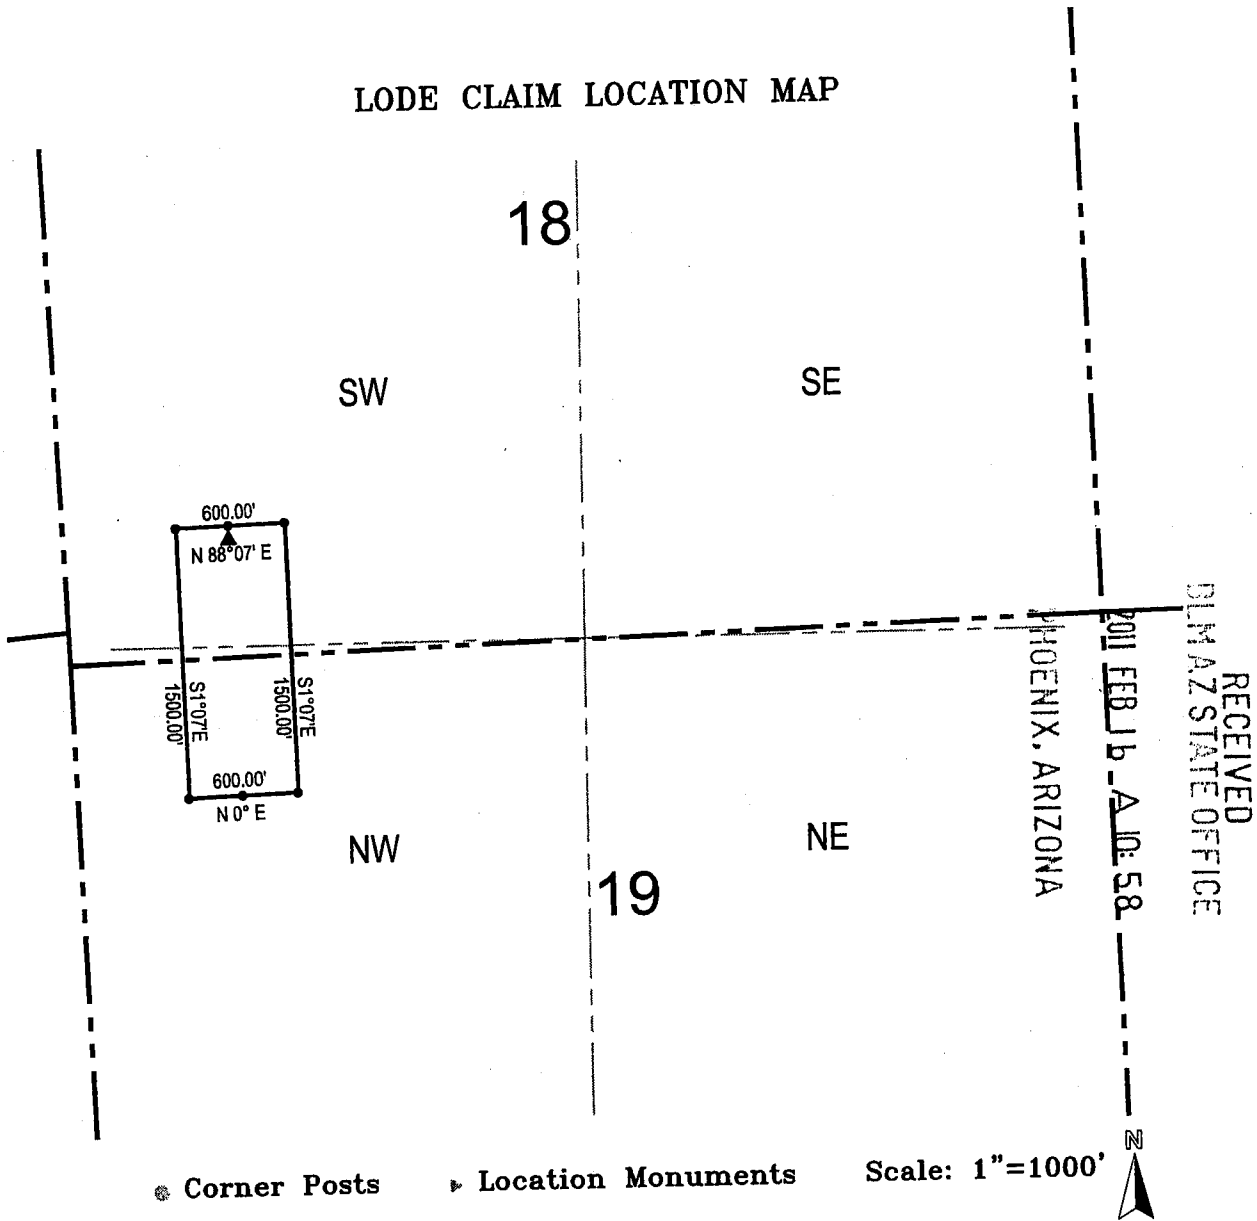 LODE CLAIM LOCATION MAP
18
SW
SE
600.00'
N 88°07' E
S1°07'E
1500.00'
S1°07'E
1500.00'
600.00'
N 0° E
NW
NE
19
RECEIVED
BLM AZ STATE OFFICE
2011 FEB 16 A 10:58
PHOENIX, ARIZONA
N
Corner Posts
Location Monuments
Scale: 1"=1000'